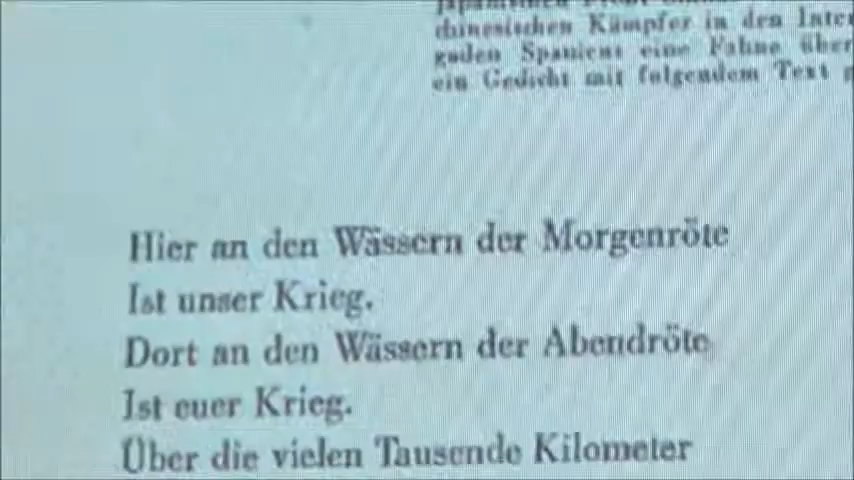 chinesischen Kämpfer in den Inter
gaden Spaniens eine Fahne über
ein Gedicht mit folgendem Text
Hier an den Wässern der Morgenröte
Ist unser Krieg.
Dort an den Wässern der Abendröte
Ist euer Krieg.
Über die vielen Tausende Kilometer